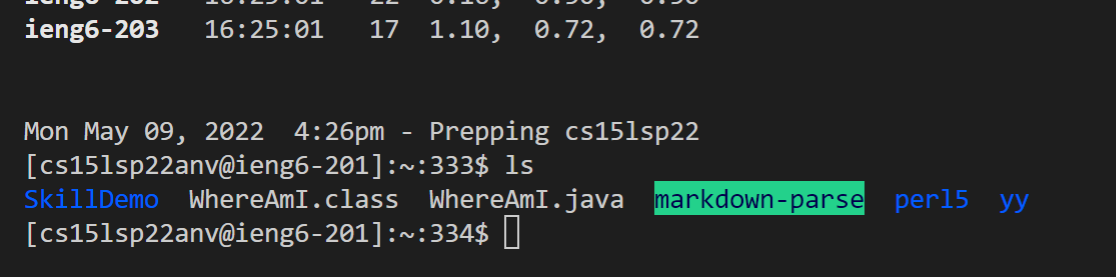 ieng6-203   16:25:01   17  1.10,  0.72,  0.72
Mon May 09, 2022  4:26pm - Prepping cs15lsp22
[cs15lsp22anv@ieng6-201]:~:333$ ls
SkillDemo  WhereAmI.class  WhereAmI.java  markdown-parse  perl5  yy
[cs15lsp22anv@ieng6-201]:~:334$